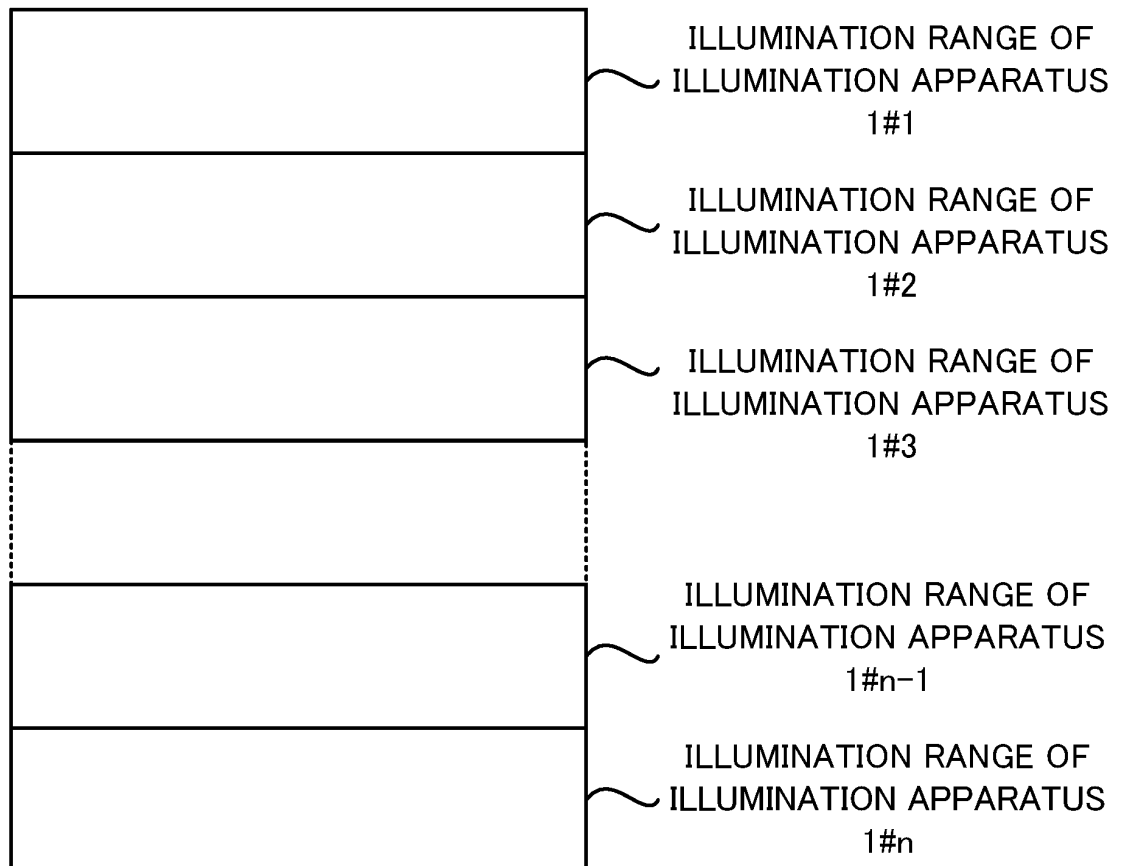 ILLUMINATION RANGE OF
ILLUMINATION APPARATUS
1#1
ILLUMINATION RANGE OF
ILLUMINATION APPARATUS
1#2
ILLUMINATION RANGE OF
ILLUMINATION APPARATUS
1#3
ILLUMINATION RANGE OF
ILLUMINATION APPARATUS
1#n-1
ILLUMINATION RANGE OF
ILLUMINATION APPARATUS
1#n